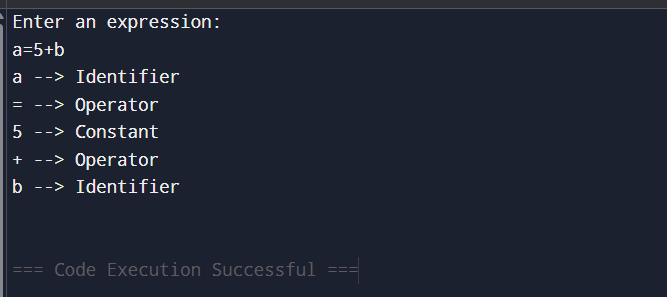 Enter an expression:
a=5+b
a --> Identifier
= --> Operator
5 --> Constant
+ --> Operator
b --> Identifier
=== Code Execution Successful ===